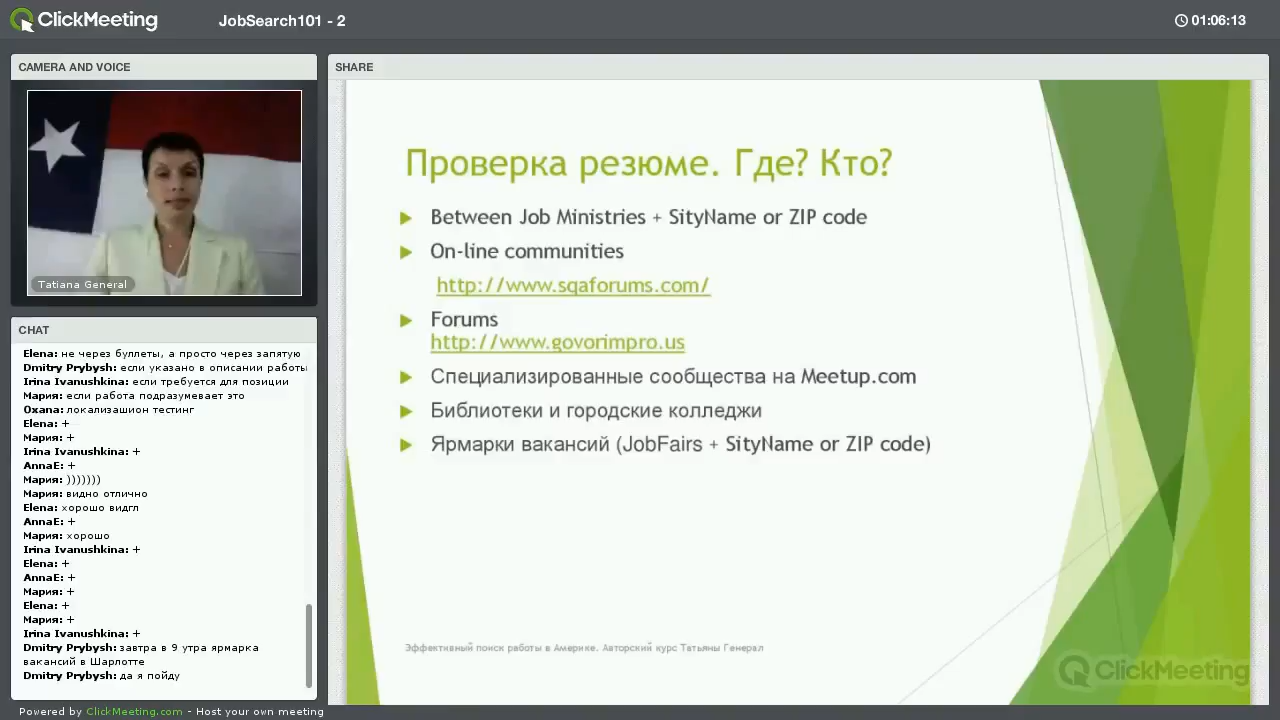 ClickMeeting
JobSearch101 - 2
01:06:13
CAMERA AND VOICE
SHARE
Tatiana General
CHAT
Elena: не через буллеты, а просто через запятую
Dmitry Prybysh: если указано в описании работы
Irina Ivanushkina: если требуется для позиции
Мария: если работа подразумевает это
Oxana: локализашион тестинг
Elena: +
Мария: +
Irina Ivanushkina: +
AnnaE: +
Мария: )))))))
Мария: видно отлично
Elena: хорошо видгл
AnnaE: +
Мария: хорошо
Irina Ivanushkina: +
Elena: +
AnnaE: +
Мария: +
Elena: +
Мария: +
Irina Ivanushkina: +
Dmitry Prybysh: завтра в 9 утра ярмарка
вакансий в Шарлотте
Dmitry Prybysh: да я пойду
Проверка резюме. Где? Кто?
Between Job Ministries + SityName or ZIP code
On-line communities
http://www.sqaforums.com/
Forums
http://www.govorimpro.us
Специализированные сообщества на Meetup.com
Библиотеки и городские колледжи
Ярмарки вакансий (JobFairs + SityName or ZIP code)
Эффективный поиск работы в Америке. Авторский курс Татьяны Генерал
ClickMeeting
Powered by ClickMeeting.com - Host your own meeting